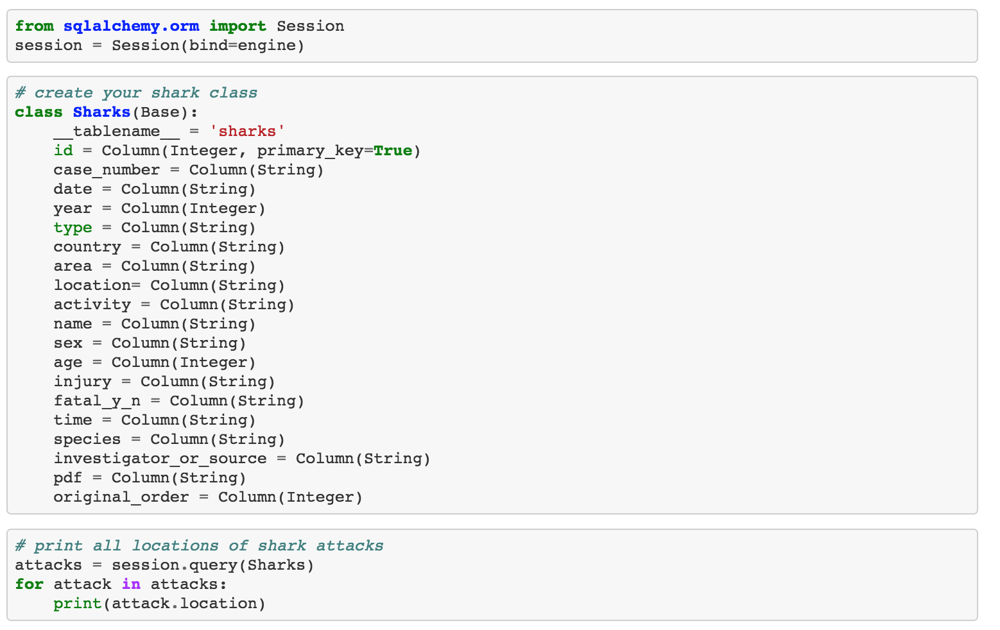 from sqlalchemy.orm import Session
session = Session(bind=engine)
# create your shark class
class Sharks(Base):
    __tablename__ = 'sharks'
    id = Column(Integer, primary_key=True)
    case_number = Column(String)
    date = Column(String)
    year = Column(Integer)
    type = Column(String)
    country = Column(String)
    area = Column(String)
    location= Column(String)
    activity = Column(String)
    name = Column(String)
    sex = Column(String)
    age = Column(Integer)
    injury = Column(String)
    fatal_y_n = Column(String)
    time = Column(String)
    species = Column(String)
    investigator_or_source = Column(String)
    pdf = Column(String)
    original_order = Column(Integer)
# print all locations of shark attacks
attacks = session.query(Sharks)
for attack in attacks:
    print(attack.location)